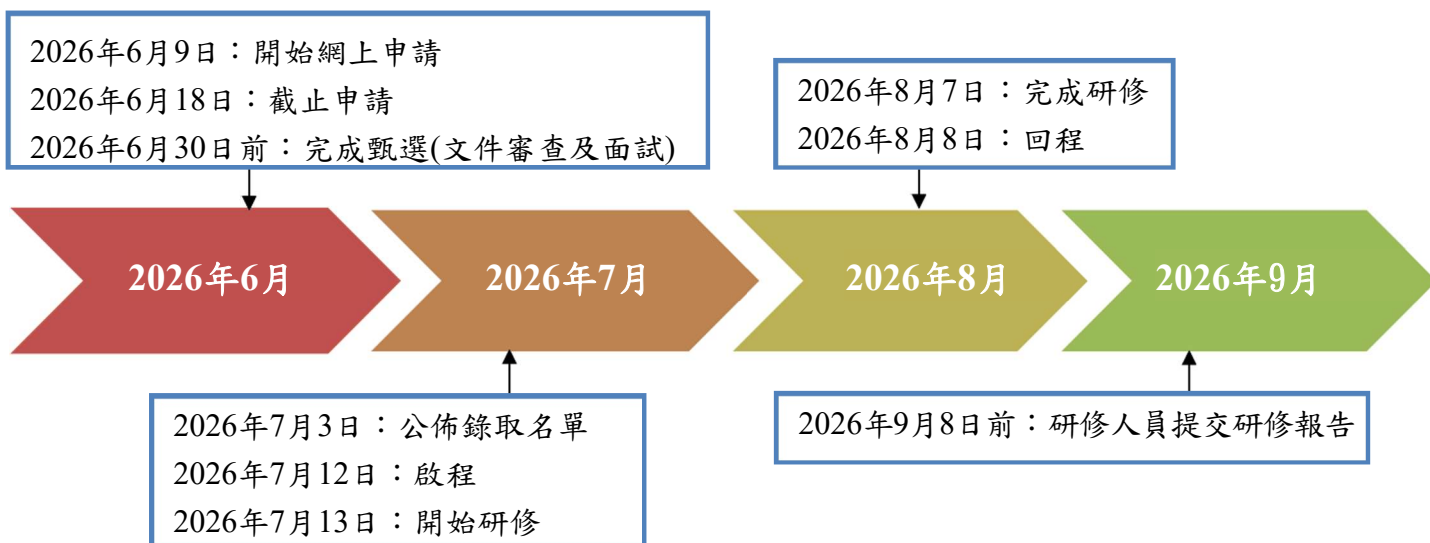 2026年6月9日：開始網上申請
2026年6月18日：截止申請
2026年6月30日前：完成甄選(文件審查及面試)
2026年8月7日：完成研修
2026年8月8日：回程
2026年6月
2026年7月
2026年8月
2026年9月
2026年7月3日：公佈錄取名單
2026年7月12日：啟程
2026年7月13日：開始研修
2026年9月8日前：研修人員提交研修報告